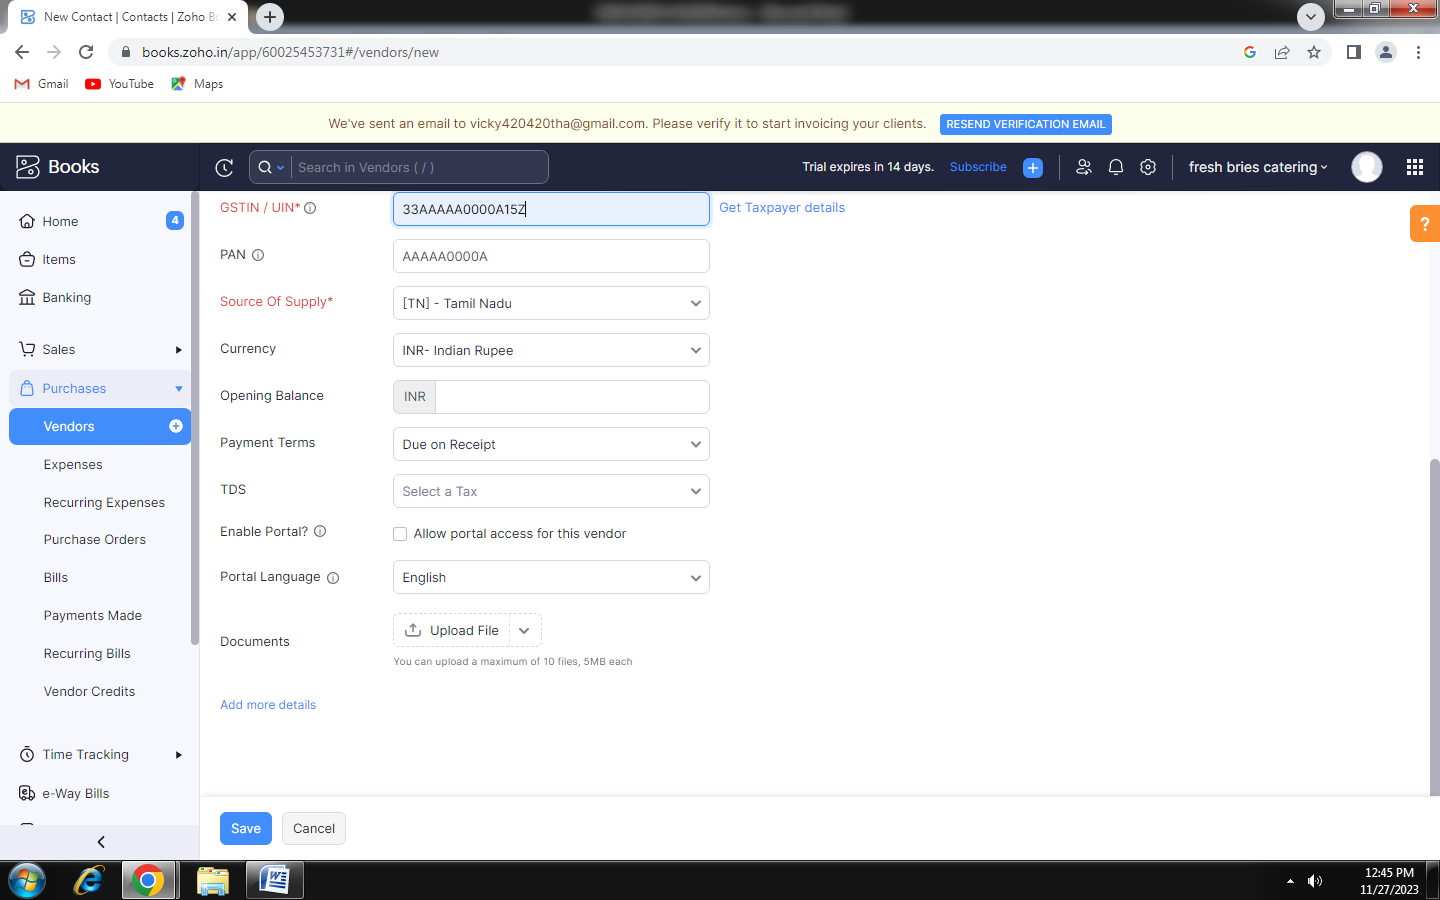 New Contact | Contacts | Zoho B
books.zoho.in/app/60025453731#/vendors/new
Gmail
YouTube
Maps
We've sent an email to vicky420420tha@gmail.com. Please verify it to start invoicing your clients.
RESEND VERIFICATION EMAIL
Books
Search in Vendors ( / )
Trial expires in 14 days.
Subscribe
fresh bries catering
Home
4
Items
Banking
Sales
Purchases
Vendors
Expenses
Recurring Expenses
Purchase Orders
Bills
Payments Made
Recurring Bills
Vendor Credits
Time Tracking
e-Way Bills
GSTIN / UIN*
33AAAAA0000A15Z
Get Taxpayer details
?
PAN
AAAAA0000A
Source Of Supply*
[TN] - Tamil Nadu
Currency
INR- Indian Rupee
Opening Balance
INR
Payment Terms
Due on Receipt
TDS
Select a Tax
Enable Portal?
Allow portal access for this vendor
Portal Language
English
Documents
Upload File
You can upload a maximum of 10 files, 5MB each
Add more details
Save
Cancel
12:45 PM
11/27/2023